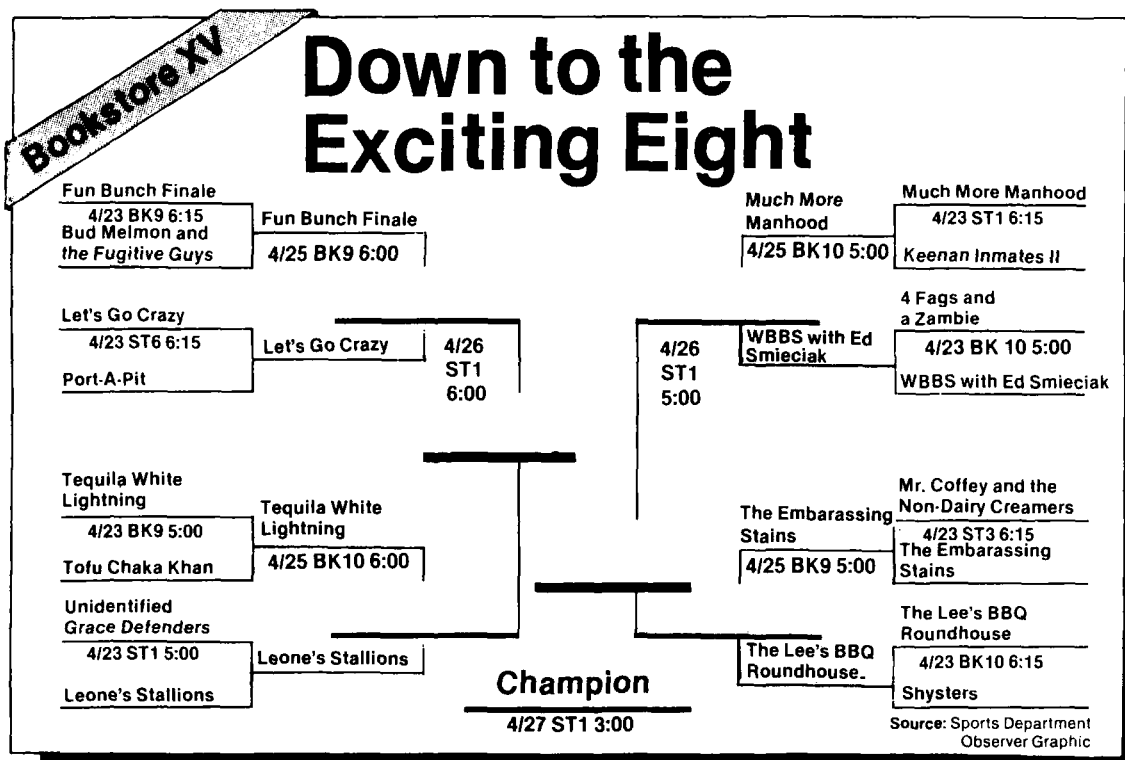 Bookstore XV
Down to the
Exciting Eight
Fun Bunch Finale
4/23 BK9 6:15
Bud Melmon and
the Fugitive Guys
Fun Bunch Finale
4/25 BK9 6:00
Let's Go Crazy
4/23 ST6 6:15
Port-A-Pit
Let's Go Crazy
4/26
ST1
6:00
Tequila White
Lightning
4/23 BK9 5:00
Tofu Chaka Khan
Tequila White
Lightning
4/25 BK10 6:00
Unidentified
Grace Defenders
4/23 ST1 5:00
Leone's Stallions
Leone's Stallions
Much More
Manhood
4/25 BK10 5:00
Much More Manhood
4/23 ST1 6:15
Keenan Inmates II
4/26
ST1
5:00
WBBS with Ed
Smieciak
4 Fags and
a Zambie
4/23 BK 10 5:00
WBBS with Ed Smieciak
The Embarassing
Stains
4/25 BK9 5:00
Mr. Coffey and the
Non-Dairy Creamers
4/23 ST3 6:15
The Embarassing
Stains
The Lee's BBQ
Roundhouse
The Lee's BBQ
Roundhouse
4/23 BK10 6:15
Shysters
Champion
4/27 ST1 3:00
Source: Sports Department
Observer Graphic